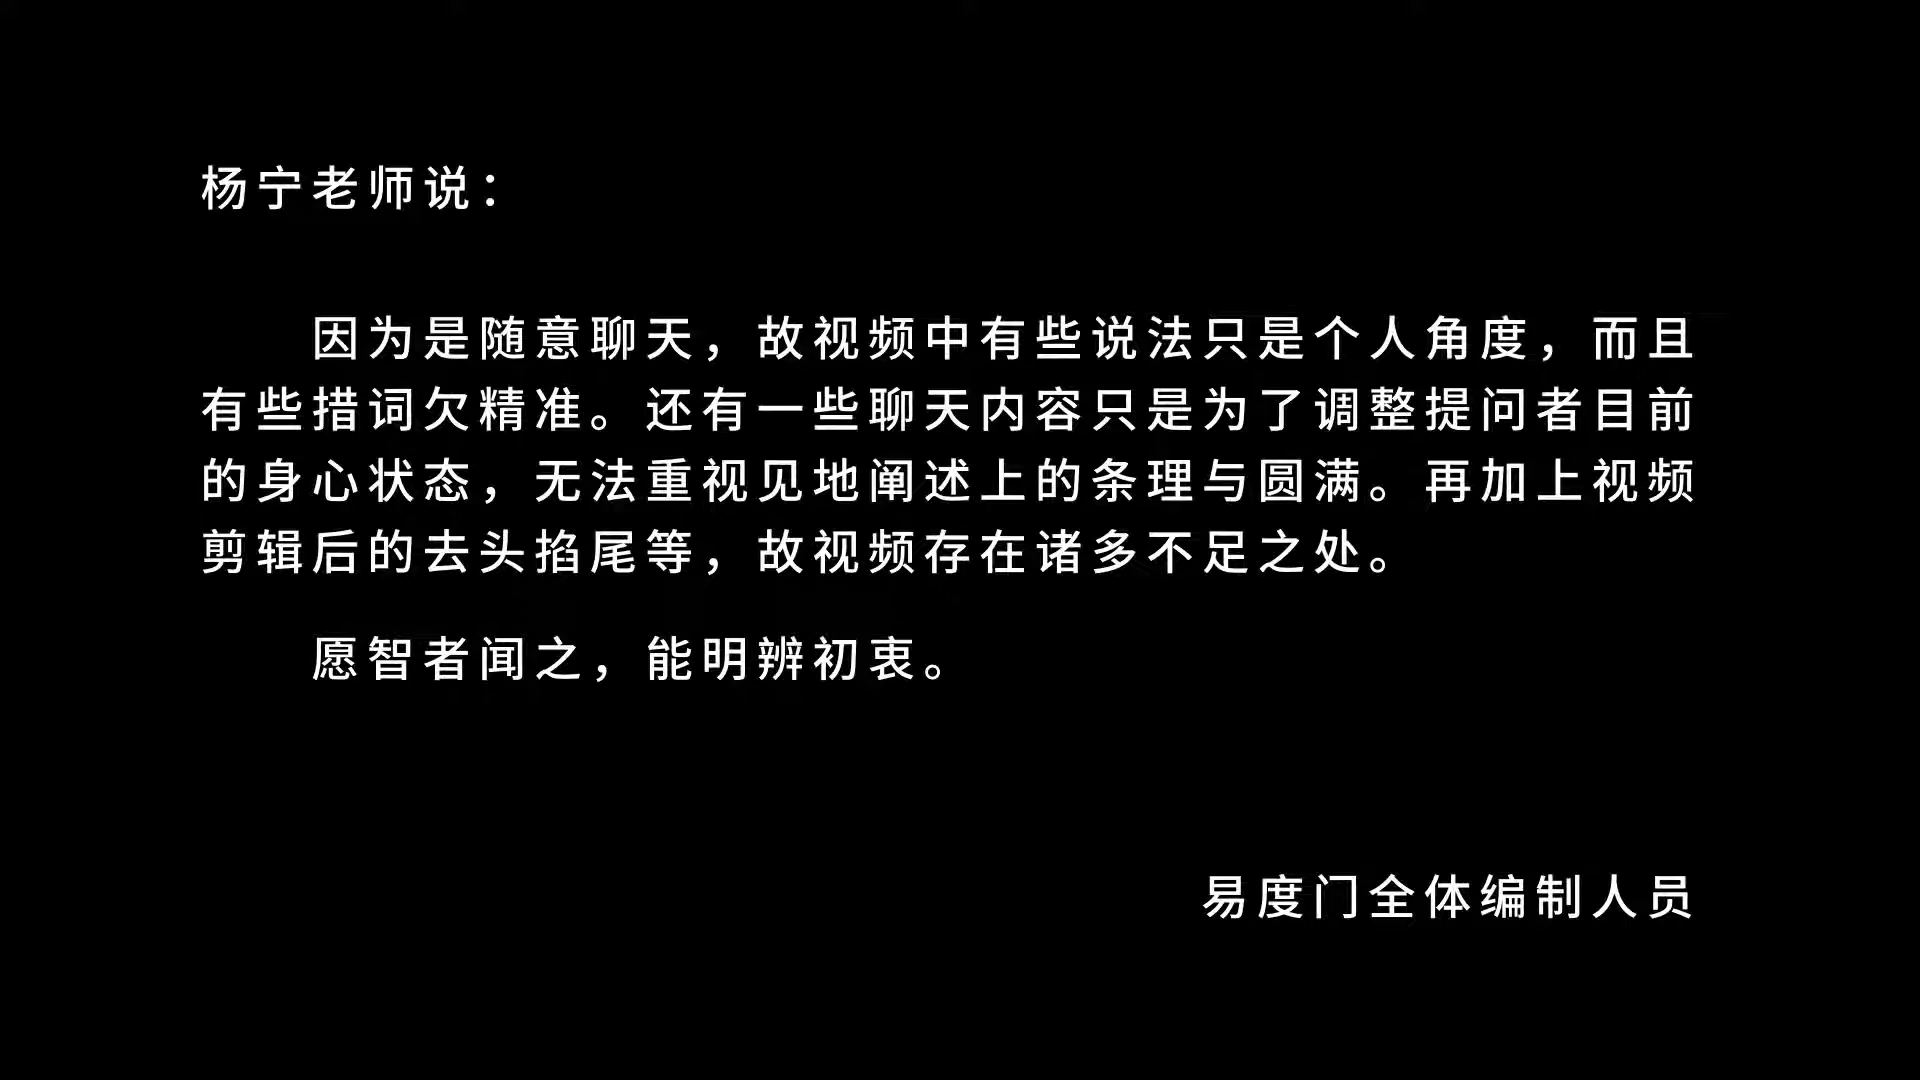 杨宁老师说：
因为是随意聊天，故视频中有些说法只是个人角度，而且
有些措词欠精准。还有一些聊天内容只是为了调整提问者目前
的身心状态，无法重视见地阐述上的条理与圆满。再加上视频
剪辑后的去头掐尾等，故视频存在诸多不足之处。
愿智者闻之，能明辨初衷。
易度门全体编制人员